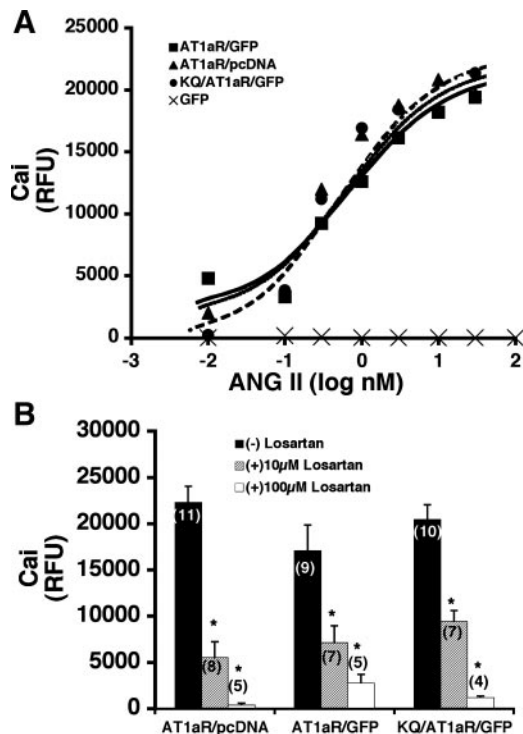 A
AT1aR/GFP
AT1aR/pcDNA
KQ/AT1aR/GFP
GFP
Cai
(RFU)
25000
20000
15000
10000
5000
0
-3 -2 -1 0 1 2
ANG II (log nM)
B
(-) Losartan
(+)10µM Losartan
(+)100µM Losartan
Cai
(RFU)
30000
25000
20000
15000
10000
5000
0
(11) (8) * (5) * (9) (7) * (5) * (10) (7) * (4) *
AT1aR/pcDNA AT1aR/GFP KQ/AT1aR/GFP